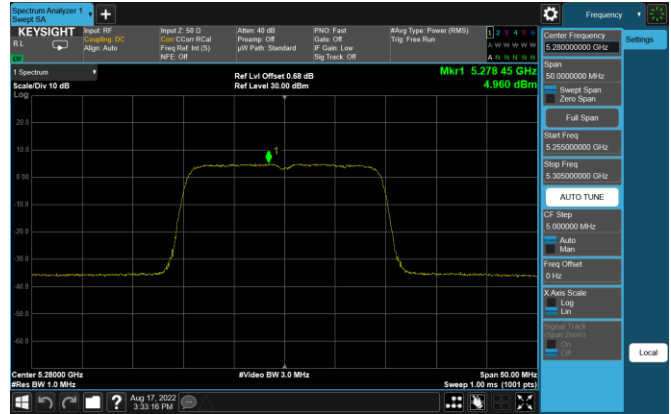 Spectrum Analyzer 1
Swept SA
Frequency
KEYSIGHT
R L
Input: RF
Coupling: DC
Align: Auto
Input Z: 50 Ω
Corr CCorr RCal
Freq Ref: Int (S)
NFE: Off
Atten: 40 dB
Preamp: Off
µW Path: Standard
PNO: Fast
Gate: Off
IF Gain: Low
Sig Track: Off
#Avg Type: Power (RMS)
Trig: Free Run
1 2 3 4 5 6
A W W W W W
A N N N N N
1 Spectrum
Scale/Div 10 dB
Log
Ref Lvl Offset 0.68 dB
Ref Level 30.00 dBm
Mkr1 5.278 45 GHz
4.960 dBm
20.0
10.0
0.00
-10.0
-20.0
-30.0
-40.0
-50.0
-60.0
1
Center 5.28000 GHz
#Res BW 1.0 MHz
#Video BW 3.0 MHz
Span 50.00 MHz
Sweep 1.00 ms (1001 pts)
Aug 17, 2022
3:33:16 PM
Center Frequency
5.280000000 GHz
Settings
Span
50.0000000 MHz
Swept Span
Zero Span
Full Span
Start Freq
5.255000000 GHz
Stop Freq
5.305000000 GHz
AUTO TUNE
CF Step
5.000000 MHz
Auto
Man
Freq Offset
0 Hz
X Axis Scale
Log
Lin
Signal Track
(Span Zoom)
On
Off
Local